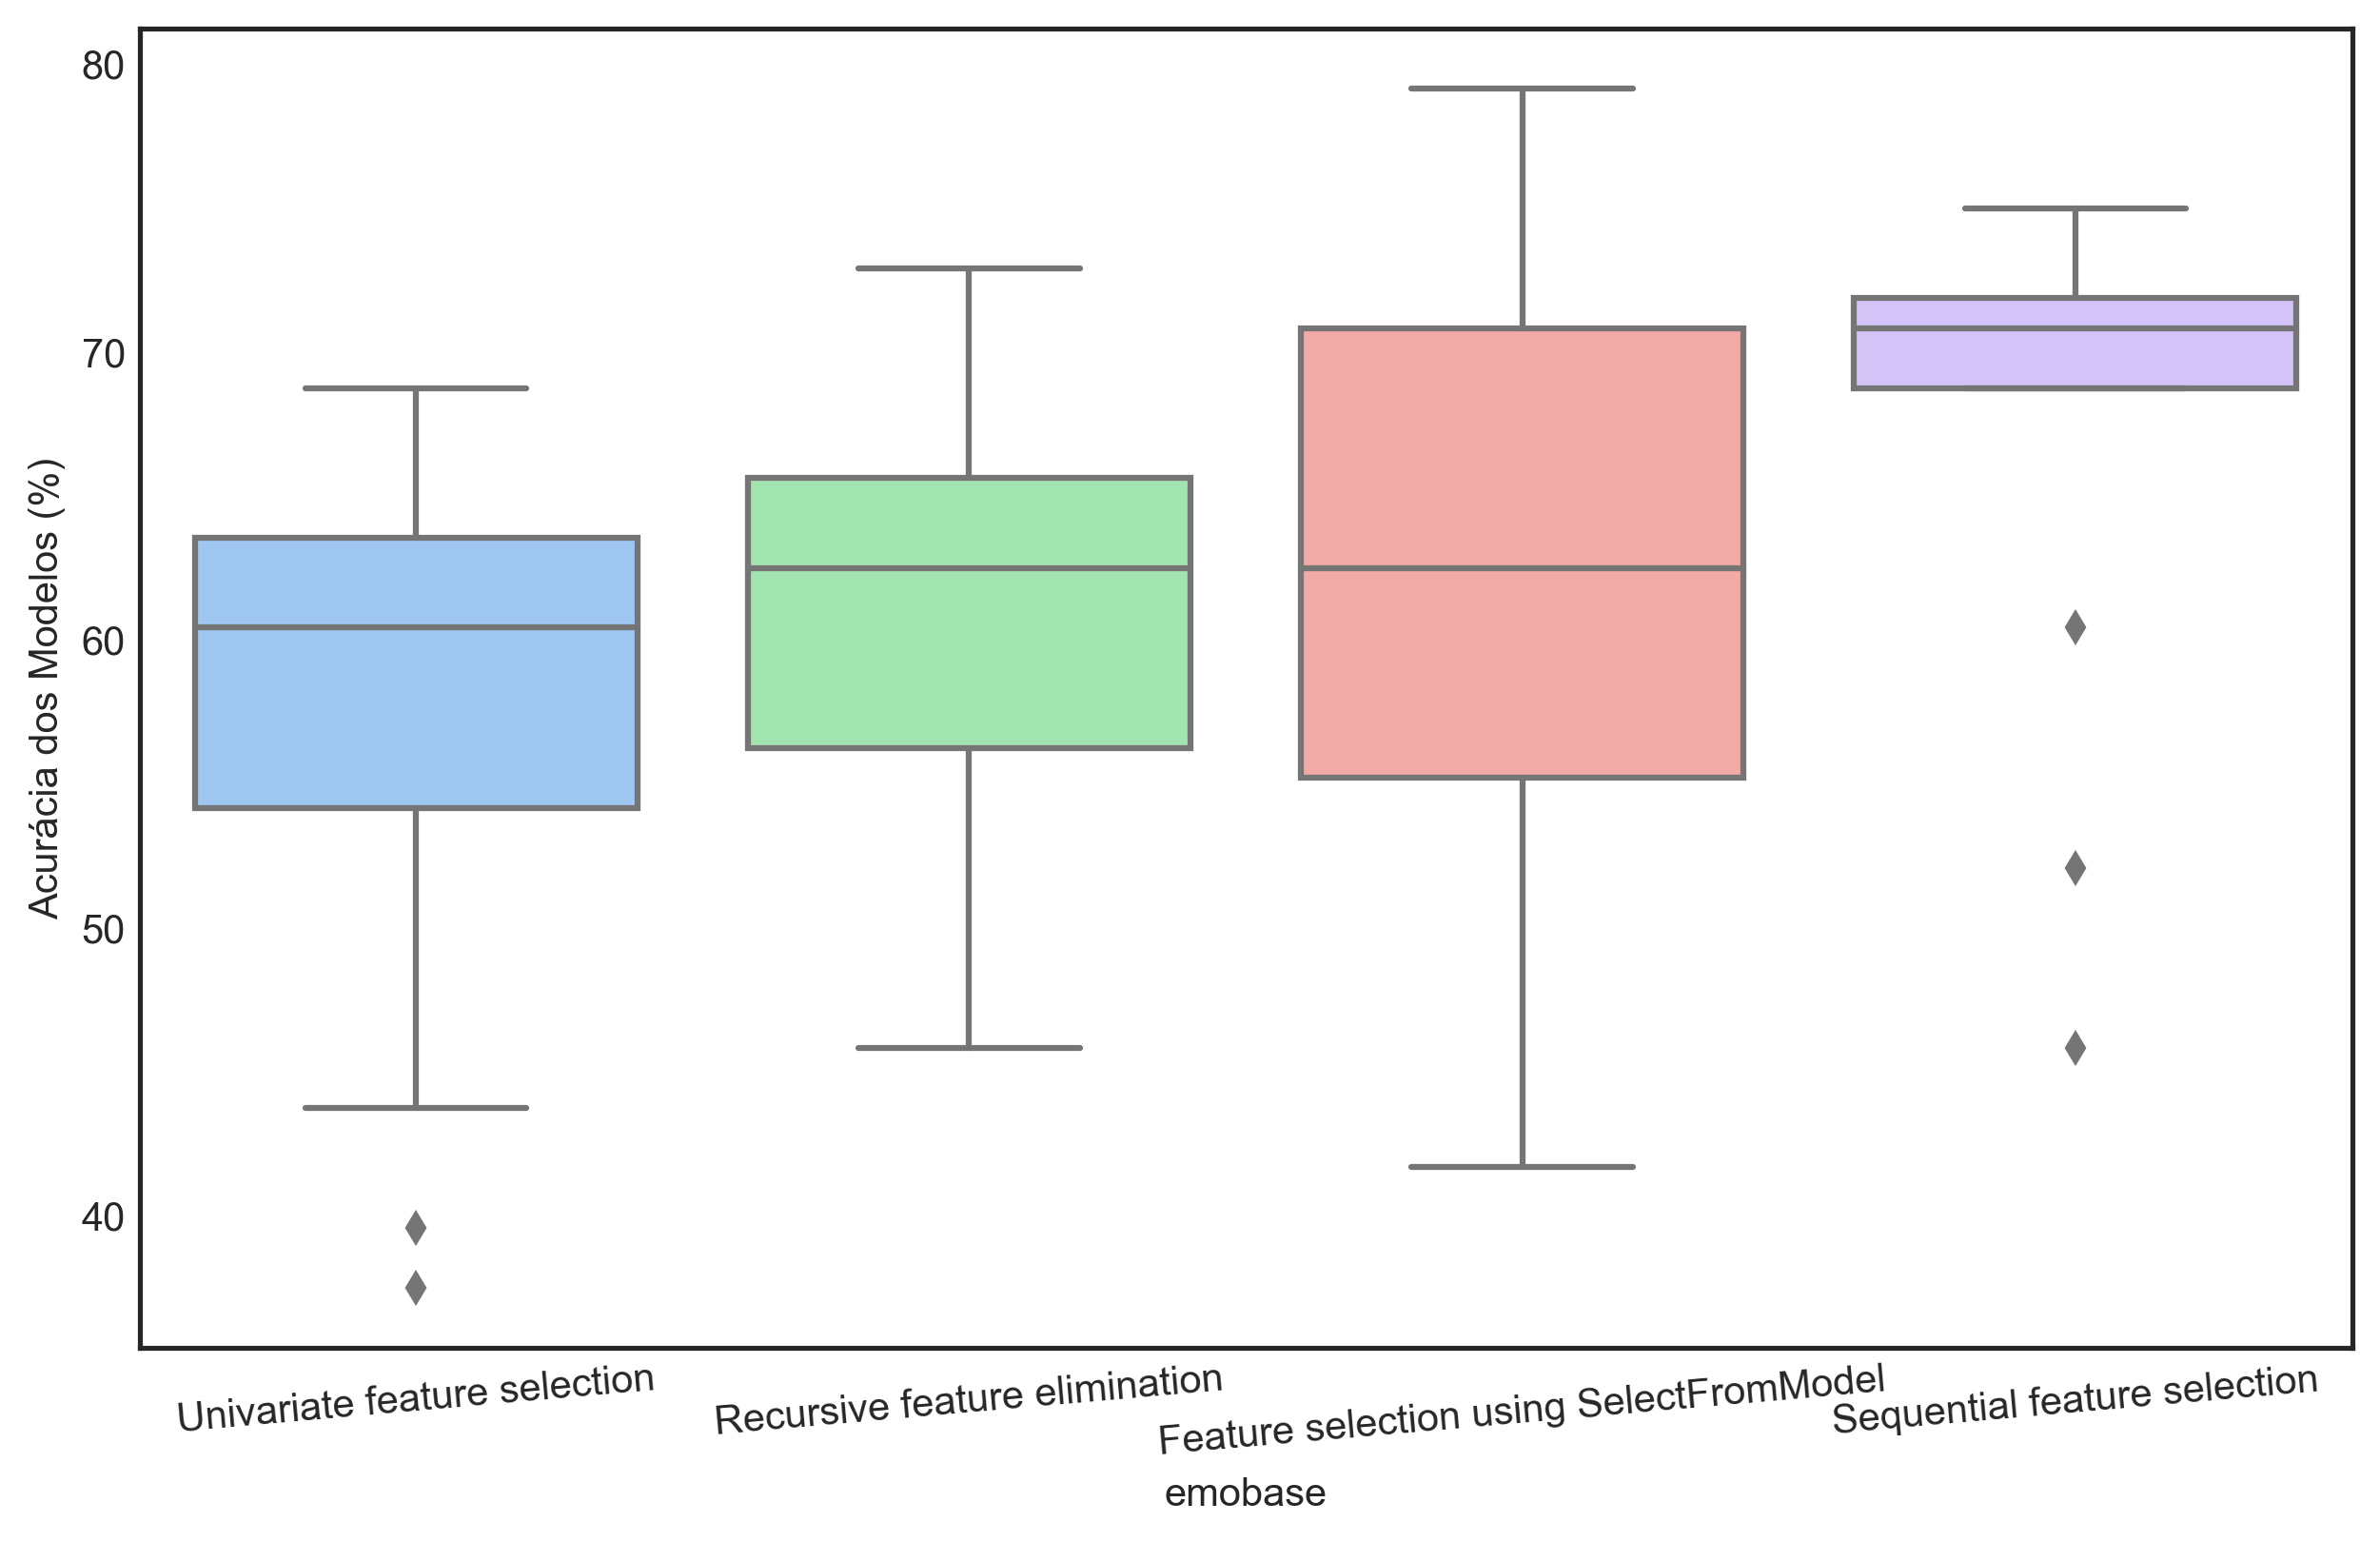 Acurácia dos Modelos (%)
80
70
60
50
40
Univariate feature selection
Recursive feature elimination
Feature selection using SelectFromModel
Sequential feature selection
emobase